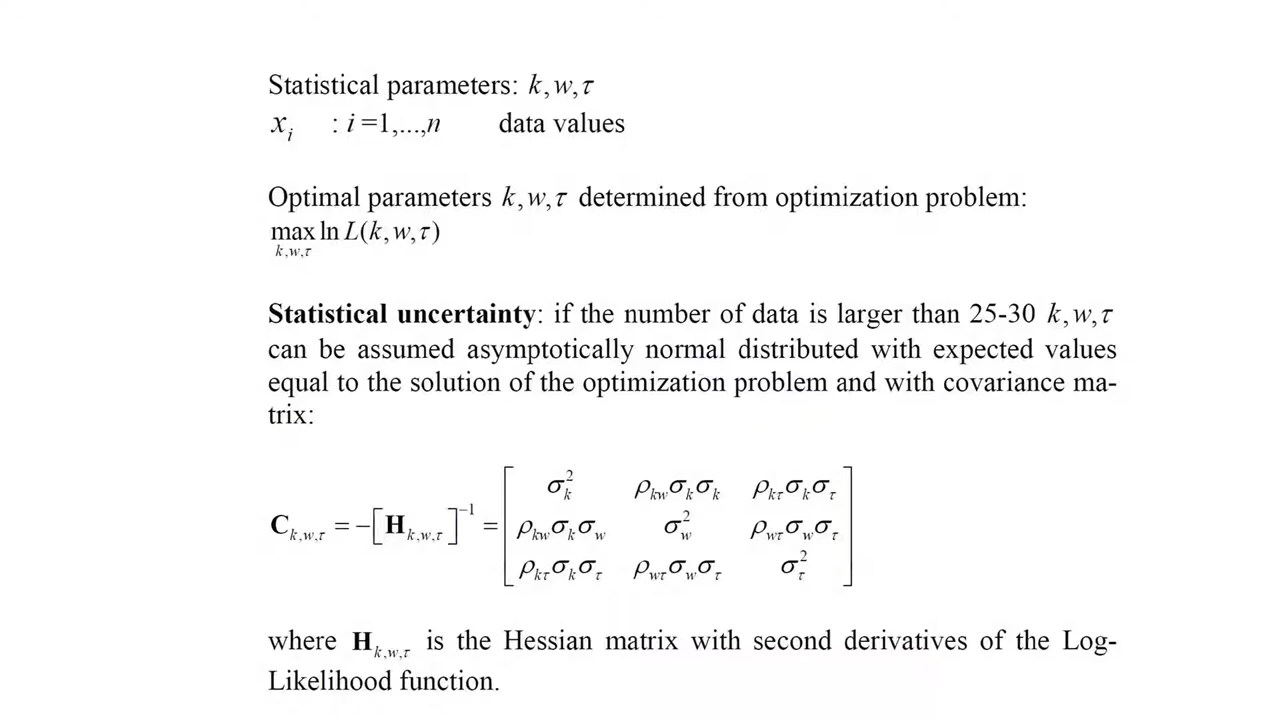 Statistical parameters: k, w, τ
x_i : i =1,...,n data values
Optimal parameters k, w, τ determined from optimization problem:
max ln L(k, w, τ)
k,w,τ
Statistical uncertainty: if the number of data is larger than 25-30 k, w, τ
can be assumed asymptotically normal distributed with expected values
equal to the solution of the optimization problem and with covariance ma-
trix:
C_{k,w,τ} = −[H_{k,w,τ}]^{−1} = [ σ_k^2 ρ_{kw}σ_kσ_k ρ_{kτ}σ_kσ_τ
ρ_{kw}σ_kσ_w σ_w^2 ρ_{wτ}σ_wσ_τ
ρ_{kτ}σ_kσ_τ ρ_{wτ}σ_wσ_τ σ_τ^2 ]
where H_{k,w,τ} is the Hessian matrix with second derivatives of the Log-
Likelihood function.